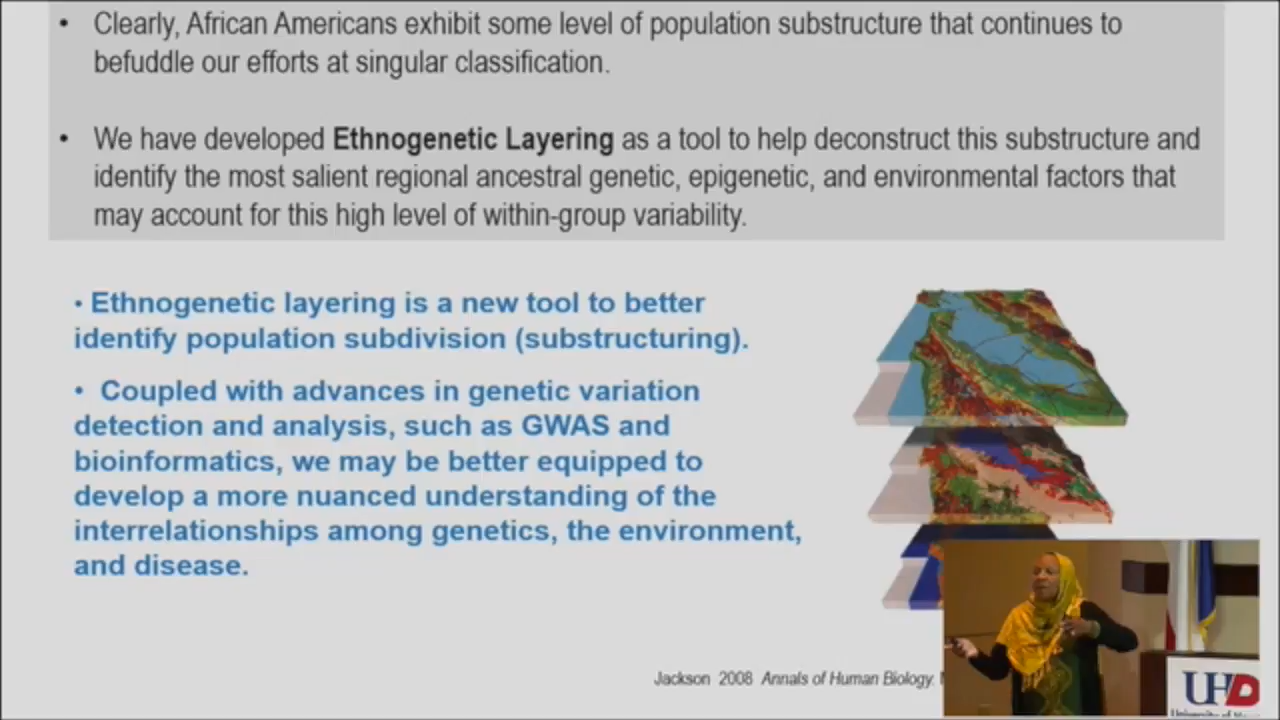 • Clearly, African Americans exhibit some level of population substructure that continues to
befuddle our efforts at singular classification.
• We have developed Ethnogenetic Layering as a tool to help deconstruct this substructure and
identify the most salient regional ancestral genetic, epigenetic, and environmental factors that
may account for this high level of within-group variability.
• Ethnogenetic layering is a new tool to better
identify population subdivision (substructuring).
• Coupled with advances in genetic variation
detection and analysis, such as GWAS and
bioinformatics, we may be better equipped to
develop a more nuanced understanding of the
interrelationships among genetics, the environment,
and disease.
Jackson 2008 Annals of Human Biology.
UHD
University of